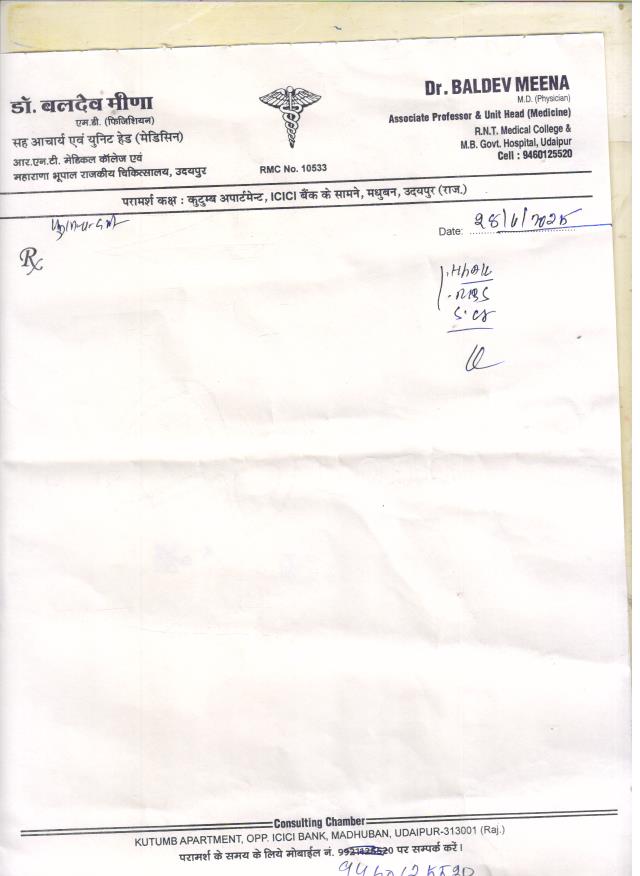 डॉ. बलदेव मीणा
एम.डी. (फिजिशियन)
सह आचार्य एवं युनिट हेड (मेडिसिन)
आर.एन.टी. मेडिकल कॉलेज एवं
महाराणा भूपाल राजकीय चिकित्सालय, उदयपुर
RMC No. 10533
Dr. BALDEV MEENA
M.D. (Physician)
Associate Professor & Unit Head (Medicine)
R.N.T. Medical College &
M.B. Govt. Hospital, Udaipur
Cell : 9460125520
परामर्श कक्ष : कुटुम्ब अपार्टमेन्ट, ICICI बैंक के सामने, मधुबन, उदयपुर (राज.)
Date: 28/6/2025
Rx
RBS
Consulting Chamber
KUTUMB APARTMENT, OPP. ICICI BANK, MADHUBAN, UDAIPUR-313001 (Raj.)
परामर्श के समय के लिये मोबाईल नं. पर सम्पर्क करें।
9460125520